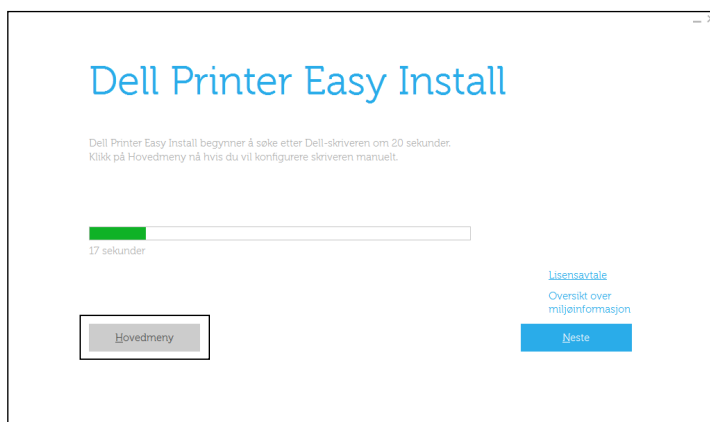 Dell Printer Easy Install
Dell Printer Easy Install begynner å søke etter Dell-skriveren om 20 sekunder.
Klikk på Hovedmeny nå hvis du vil konfigurere skriveren manuelt.
17 sekunder
Lisensavtale
Oversikt over
miljøinformasjon
Hovedmeny
Neste